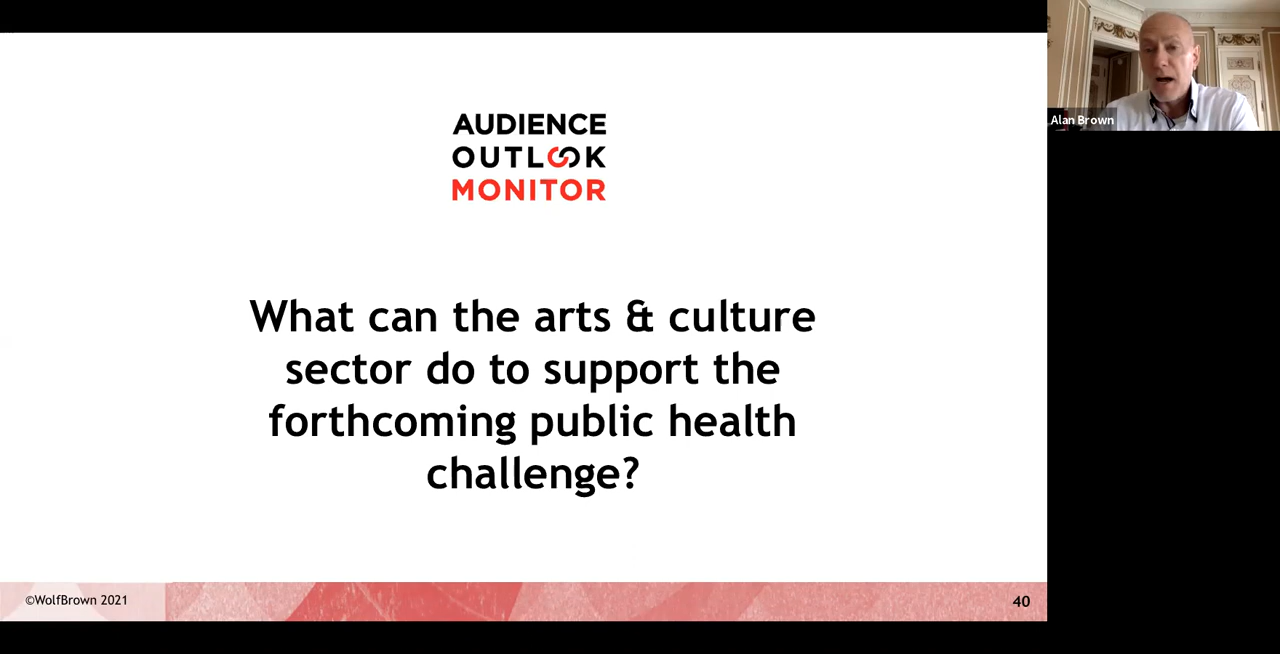 AUDIENCE
OUTLOOK
MONITOR
What can the arts & culture
sector do to support the
forthcoming public health
challenge?
©WolfBrown 2021
40
Alan Brown